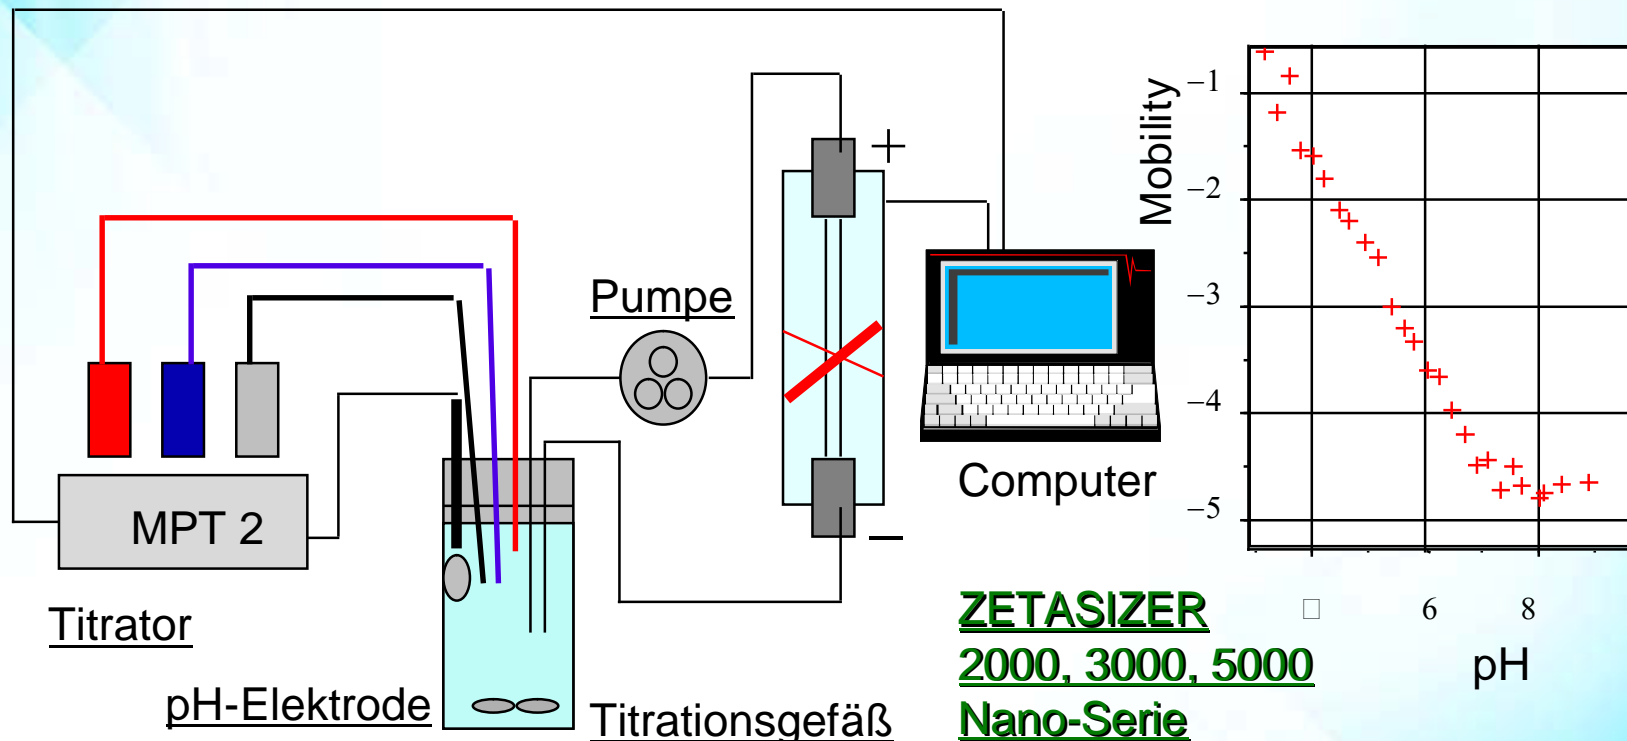 Mobility
−1
−2
−3
−4
−5
+
Pumpe
Computer
−
MPT 2
Titrator
pH-Elektrode
Titrationsgefäß
ZETASIZER
2000, 3000, 5000
Nano-Serie
6 8
pH